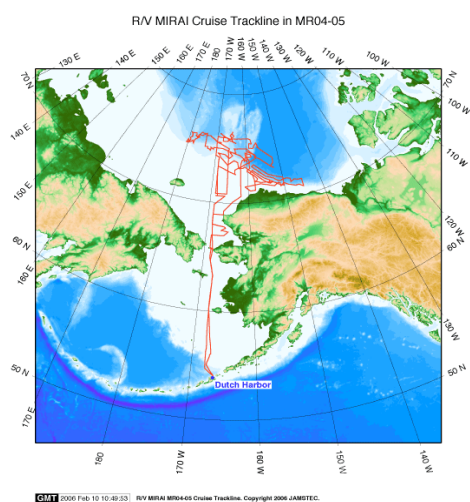 R/V MIRAI Cruise Trackline in MR04-05
130 E
140 E
150 E
160 E
170 E
180
170 W
160 W
150 W
140 W
130 W
120 W
110 W
100 W
70 N
70 N
140 E
150 E
60 N
160 E
50 N
170 E
100 W
110 W
120 W
60 N
130 W
50 N
Dutch Harbor
180
170 W
160 W
150 W
140 W
GMT 2006 Feb 10 10:49:53 R/V MIRAI MR04-05 Cruise Trackline. Copyright 2006 JAMSTEC.